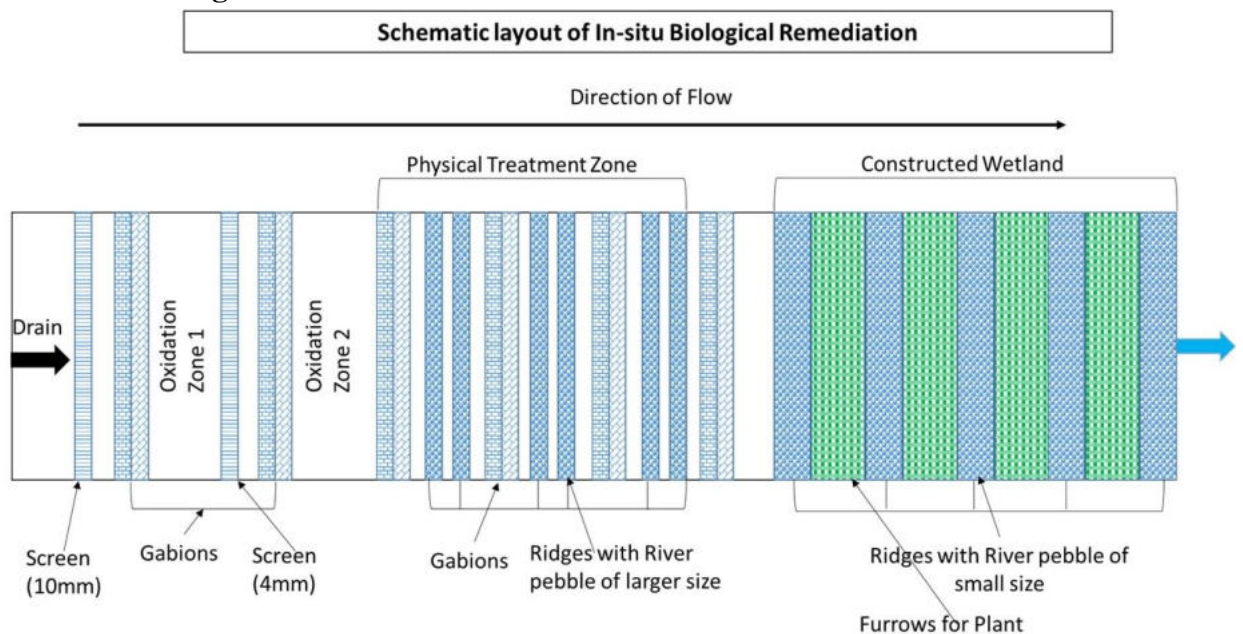 Schematic layout of In-situ Biological Remediation
Direction of Flow
Physical Treatment Zone
Constructed Wetland
Drain
Oxidation
Zone 1
Oxidation
Zone 2
Screen
(10mm)
Gabions
Screen
(4mm)
Gabions
Ridges with River
pebble of larger size
Ridges with River pebble of
small size
Furrows for Plant